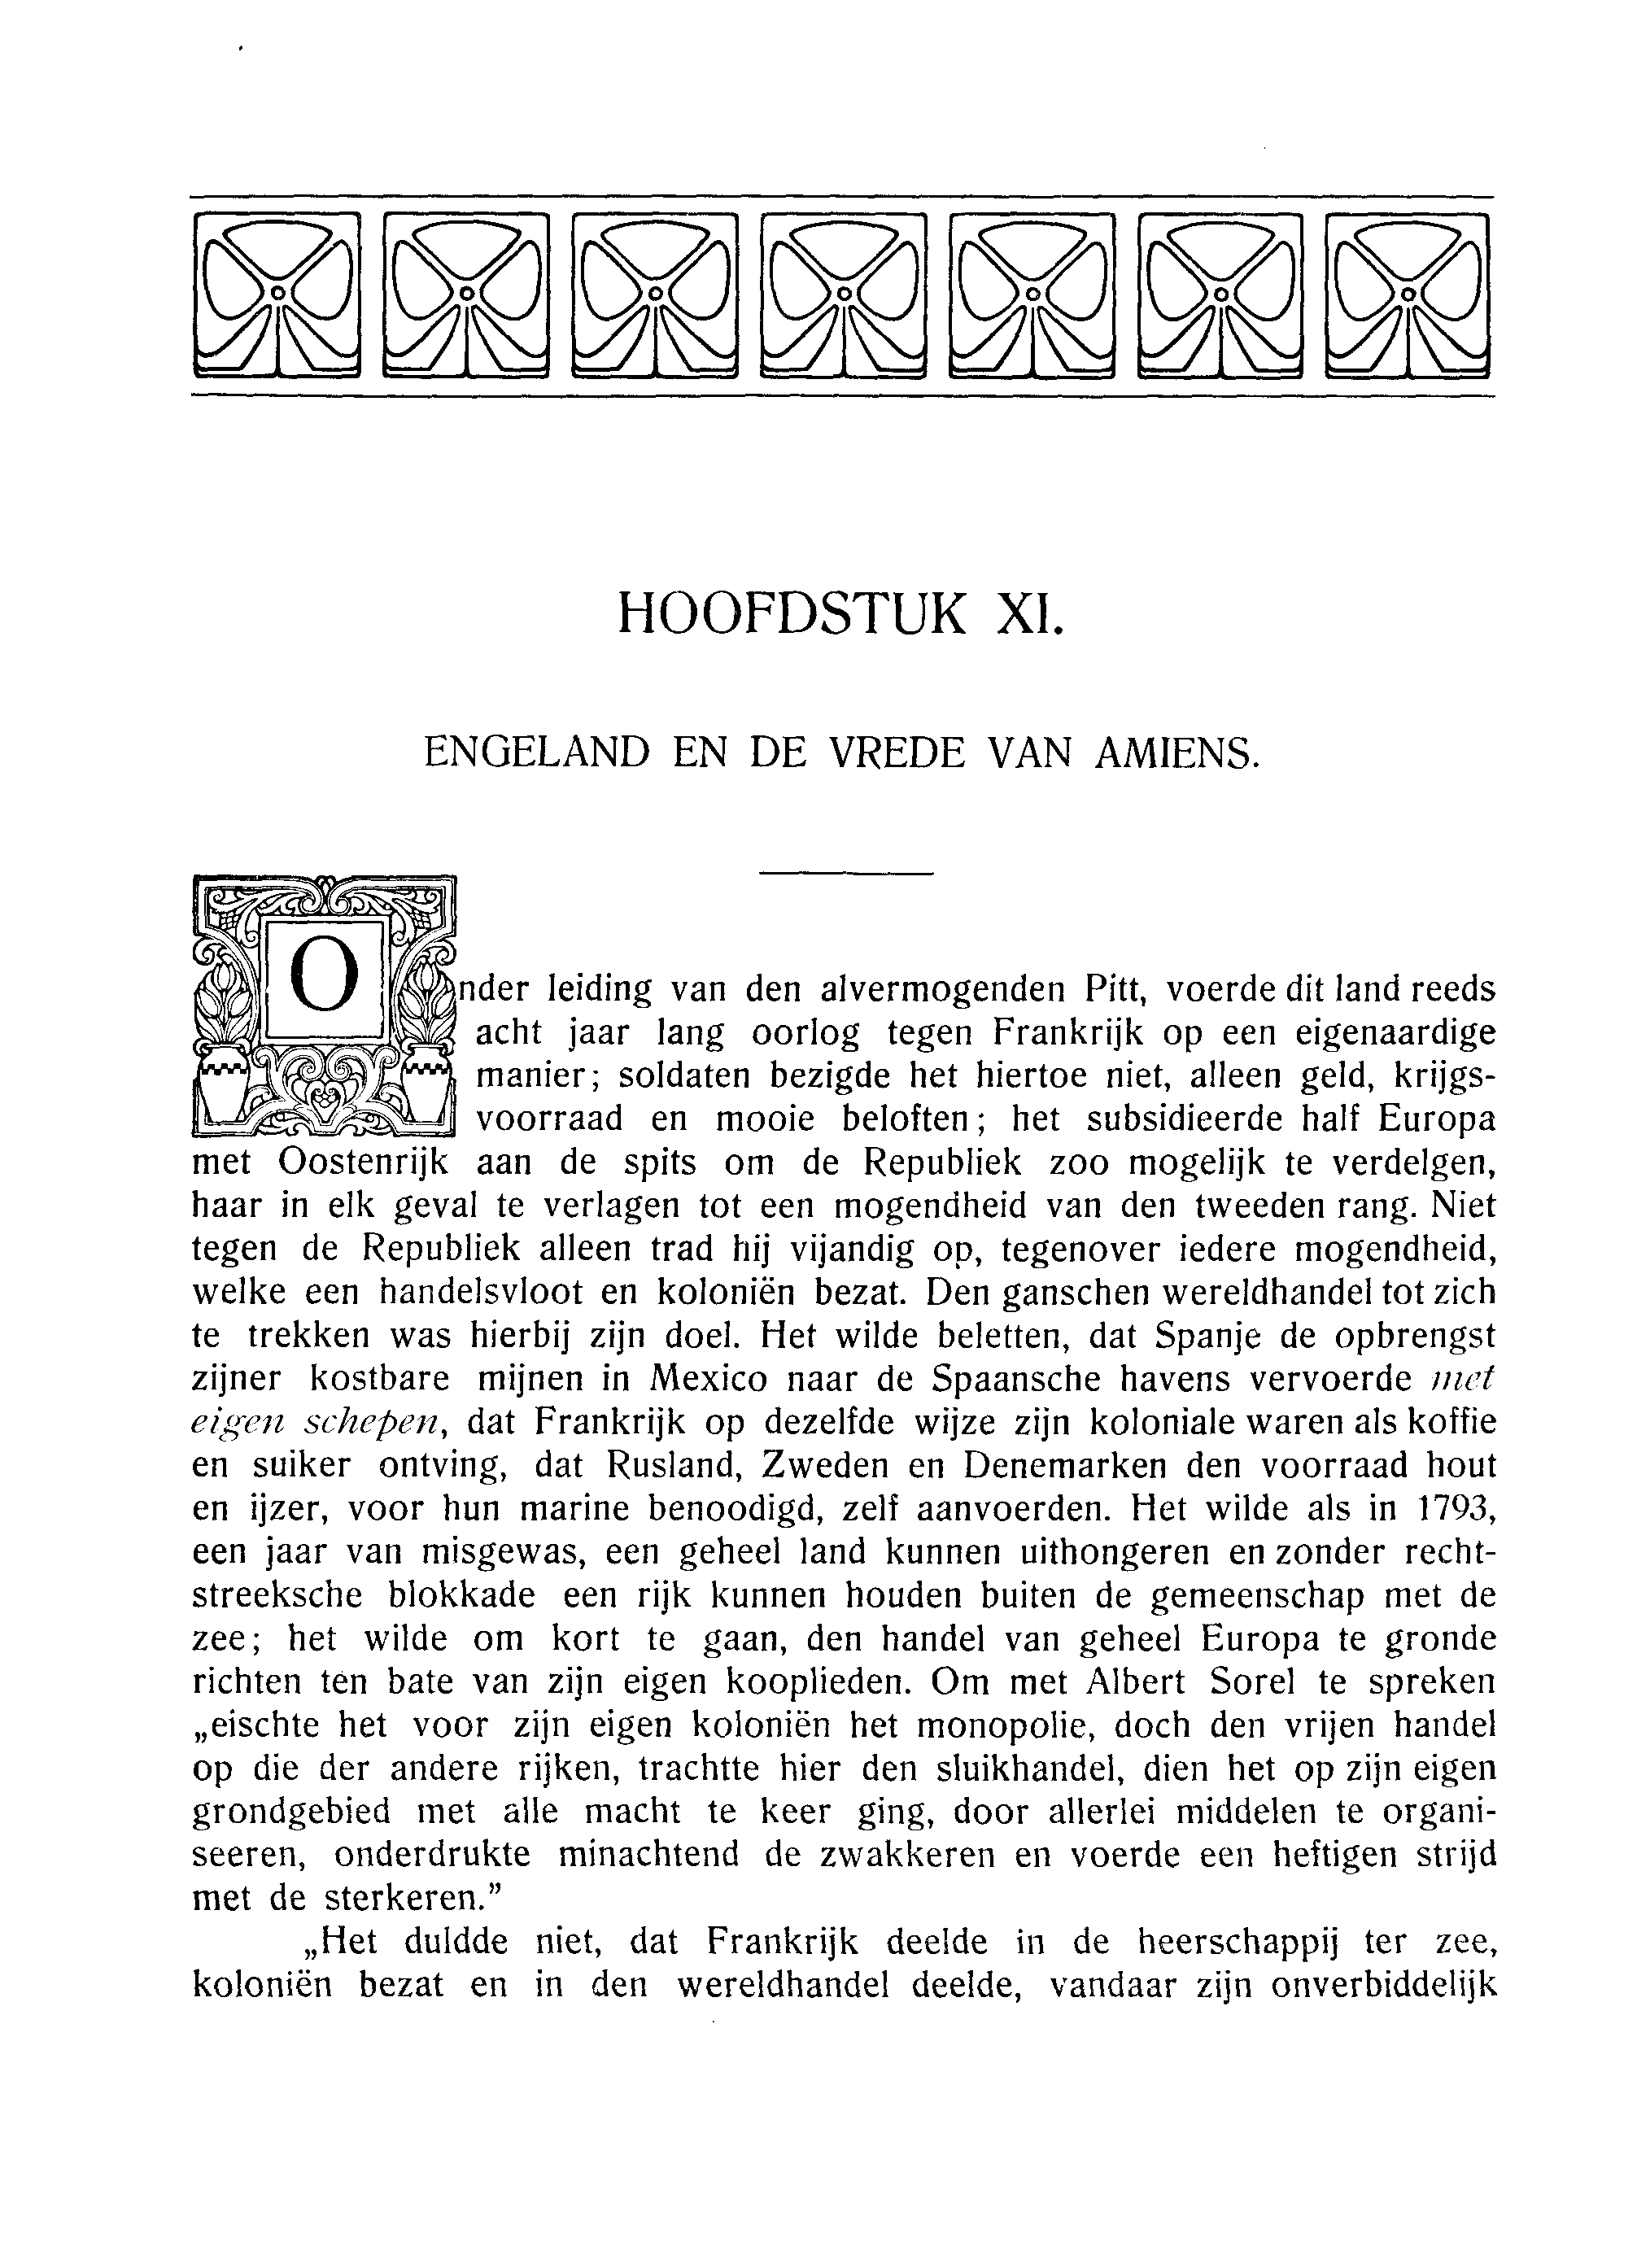 HOOFDSTUK XI.
ENGELAND EN DE VREDE VAN AMIENS.
Onder leiding van den alvermogenden Pitt, voerde dit land reeds
acht jaar lang oorlog tegen Frankrijk op een eigenaardige
manier; soldaten bezigde het hiertoe niet, alleen geld, krijgs-
voorraad en mooie beloften; het subsidieerde half Europa
met Oostenrijk aan de spits om de Republiek zoo mogelijk te verdelgen,
haar in elk geval te verlagen tot een mogendheid van den tweeden rang. Niet
tegen de Republiek alleen trad hij vijandig op, tegenover iedere mogendheid,
welke een handelsvloot en koloniën bezat. Den ganschen wereldhandel tot zich
te trekken was hierbij zijn doel. Het wilde beletten, dat Spanje de opbrengst
zijner kostbare mijnen in Mexico naar de Spaansche havens vervoerde met
eigen schepen, dat Frankrijk op dezelfde wijze zijn koloniale waren als koffie
en suiker ontving, dat Rusland, Zweden en Denemarken den voorraad hout
en ijzer, voor hun marine benoodigd, zelf aanvoerden. Het wilde als in 1793,
een jaar van misgewas, een geheel land kunnen uithongeren en zonder recht-
streeksche blokkade een rijk kunnen houden buiten de gemeenschap met de
zee; het wilde om kort te gaan, den handel van geheel Europa te gronde
richten ten bate van zijn eigen kooplieden. Om met Albert Sorel te spreken
„eischte het voor zijn eigen koloniën het monopolie, doch den vrijen handel
op die der andere rijken, trachtte hier den sluikhandel, dien het op zijn eigen
grondgebied met alle macht te keer ging, door allerlei middelen te organi-
seeren, onderdrukte minachtend de zwakkeren en voerde een heftigen strijd
met de sterkeren.”
„Het duldde niet, dat Frankrijk deelde in de heerschappij ter zee,
koloniën bezat en in den wereldhandel deelde, vandaar zijn onverbiddelijk